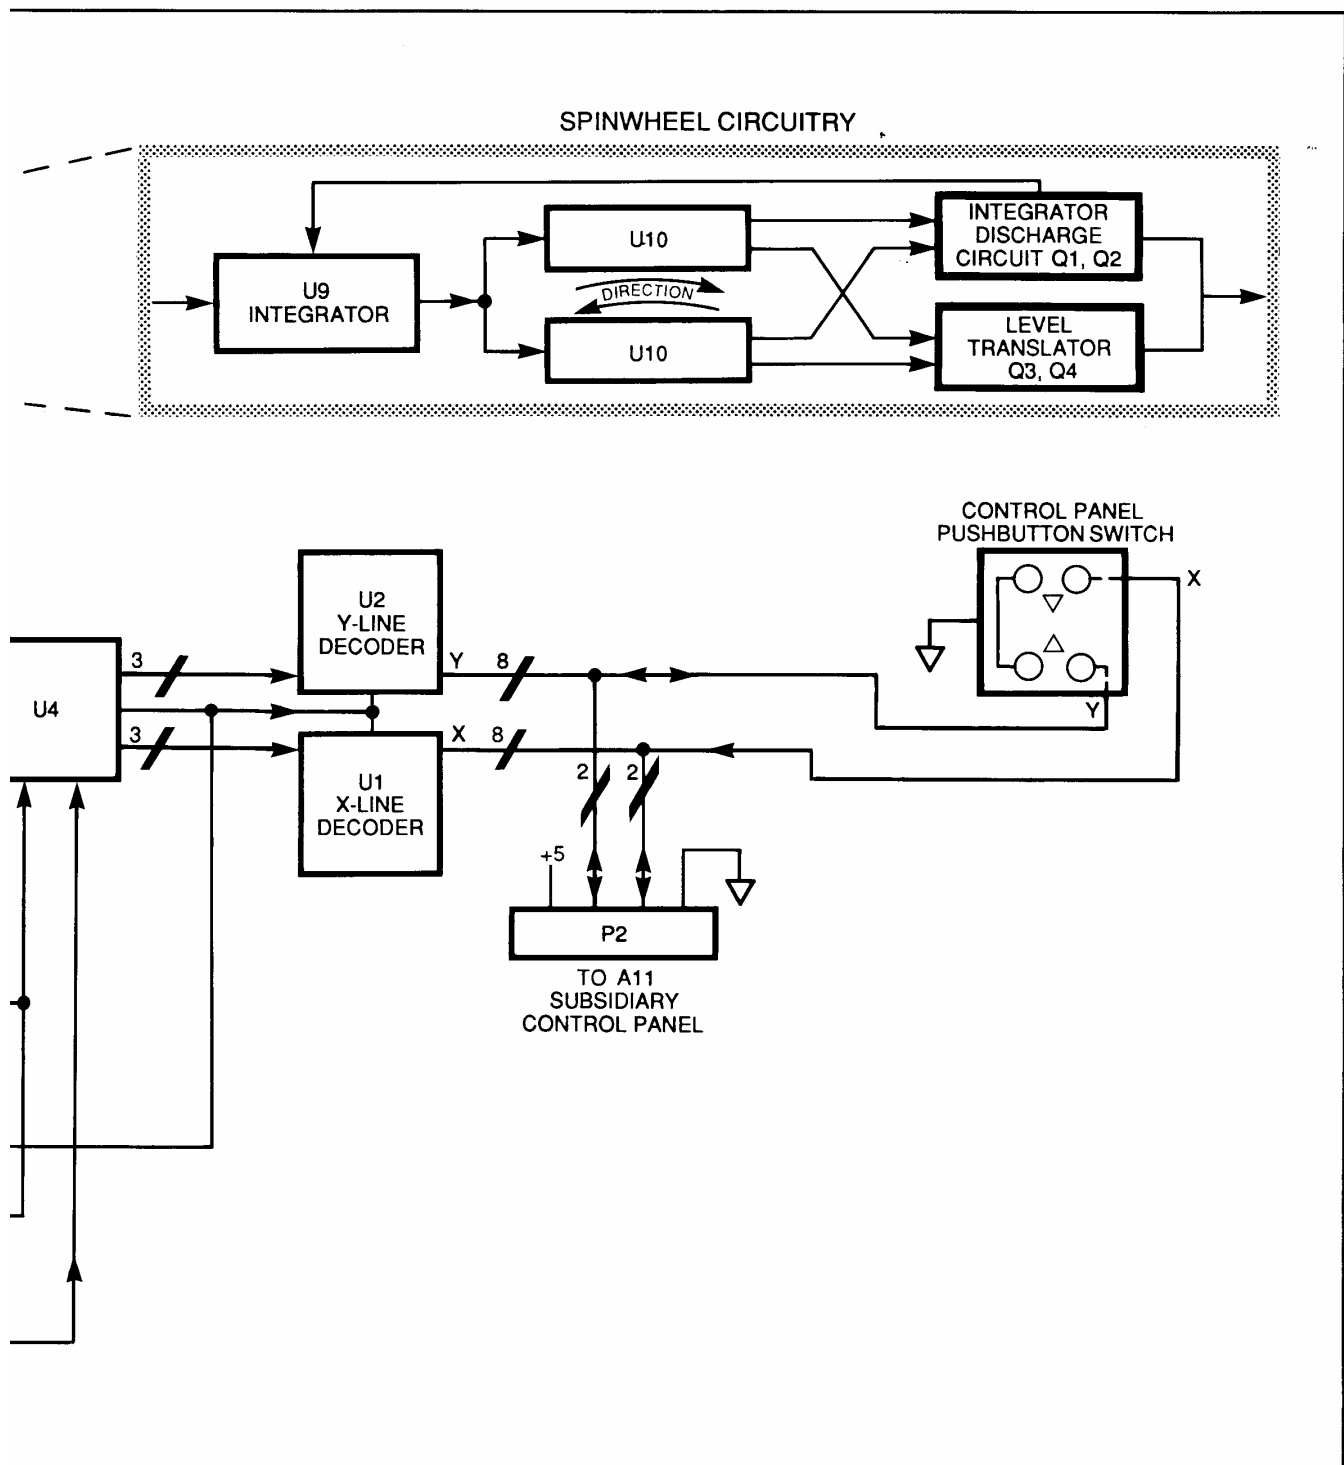 SPINWHEEL CIRCUITRY
U9
INTEGRATOR
U10
DIRECTION
U10
INTEGRATOR
DISCHARGE
CIRCUIT Q1, Q2
LEVEL
TRANSLATOR
Q3, Q4
CONTROL PANEL
PUSHBUTTON SWITCH
X
Y
U4
3
3
U2
Y-LINE
DECODER
Y
8
U1
X-LINE
DECODER
X
8
2
2
+5
P2
TO A11
SUBSIDIARY
CONTROL PANEL